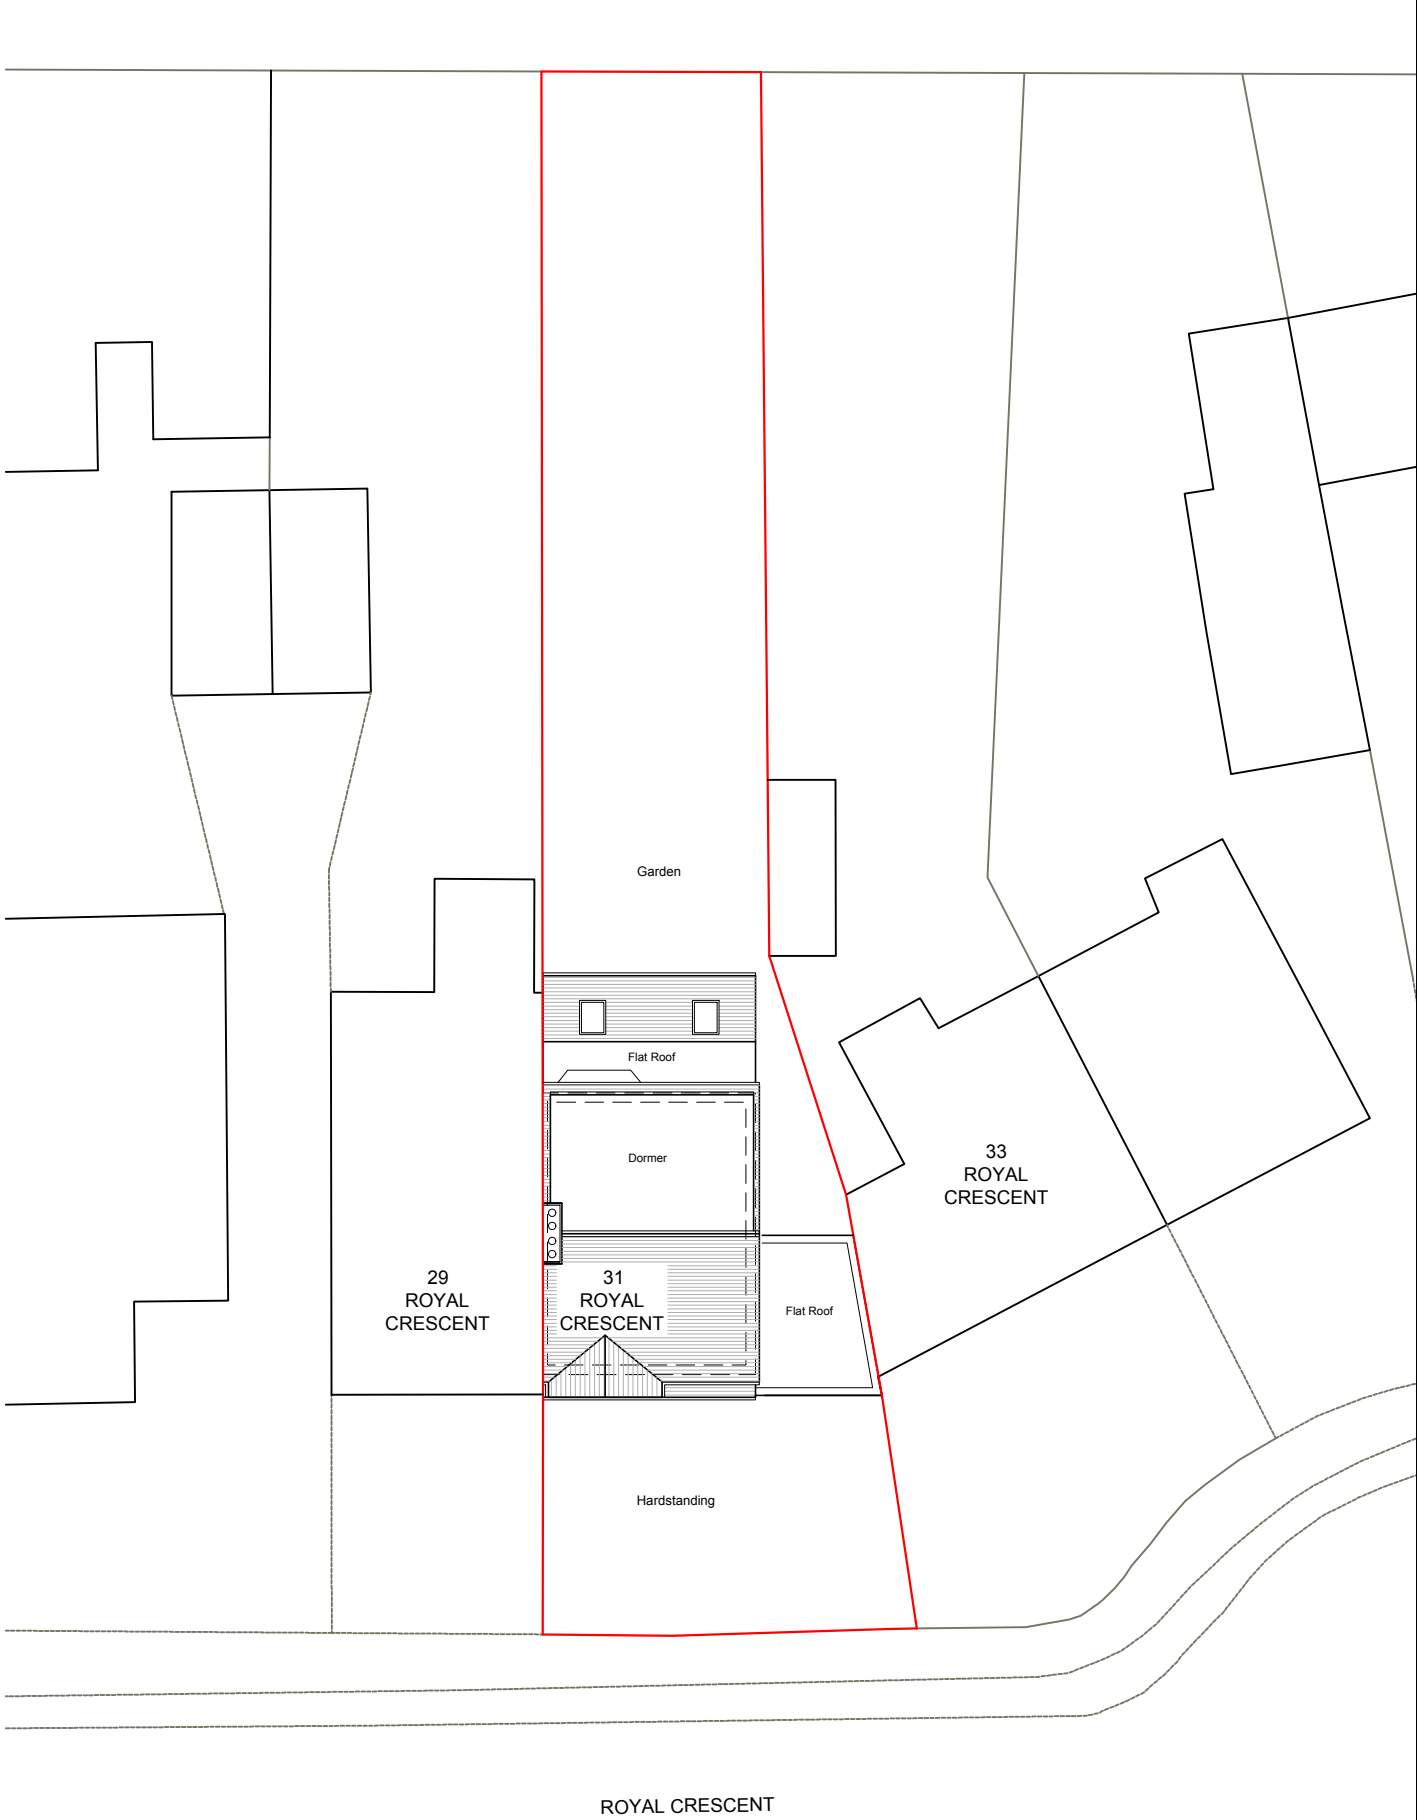 Garden
Flat Roof
Dormer
33
ROYAL
CRESCENT
29
ROYAL
CRESCENT
31
ROYAL
CRESCENT
Flat Roof
Hardstanding
ROYAL CRESCENT